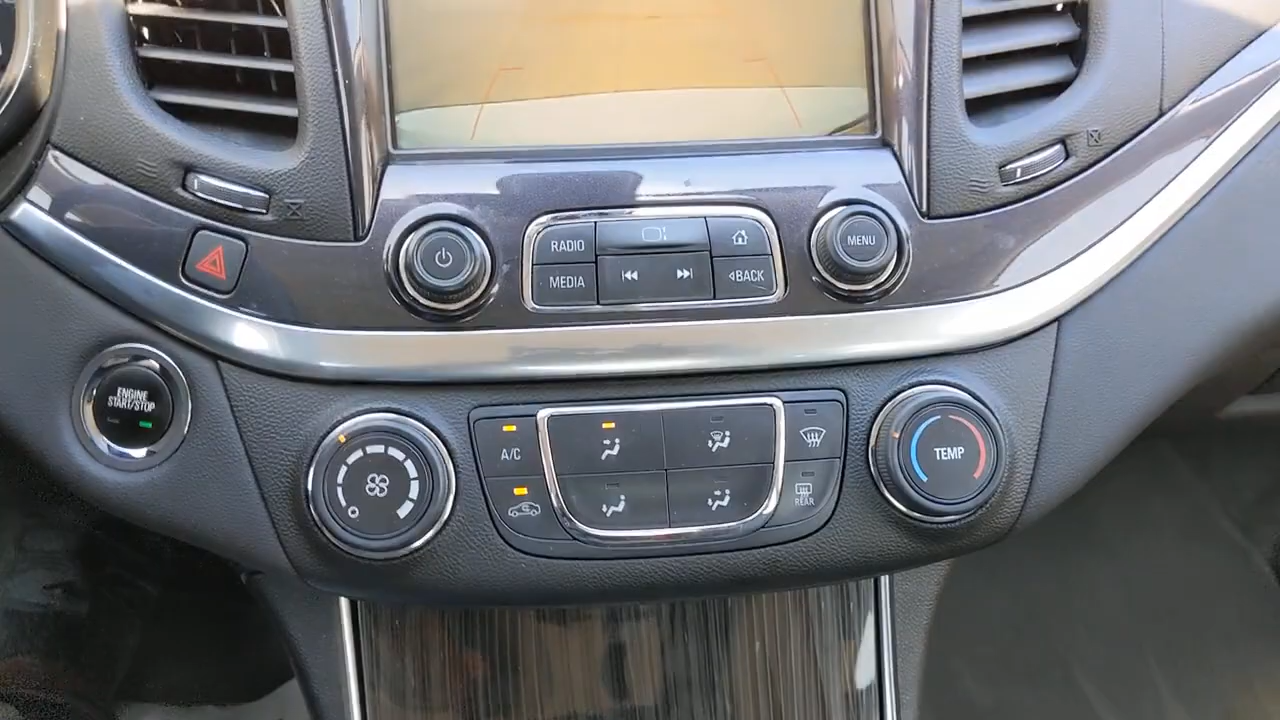 RADIO
MEDIA
BACK
MENU
ENGINE
START/STOP
A/C
REAR
TEMP